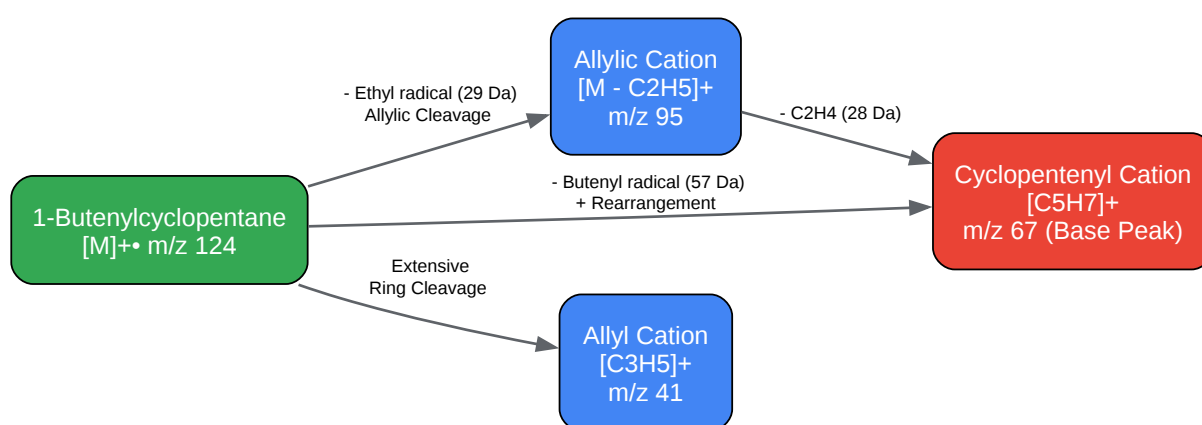 Allylic Cation
[M - C2H5]+
m/z 95
- Ethyl radical (29 Da)
Allylic Cleavage
- C2H4 (28 Da)
1-Butenylcyclopentane
[M]+• m/z 124
- Butenyl radical (57 Da)
+ Rearrangement
Cyclopentenyl Cation
[C5H7]+
m/z 67 (Base Peak)
Extensive
Ring Cleavage
Allyl Cation
[C3H5]+
m/z 41